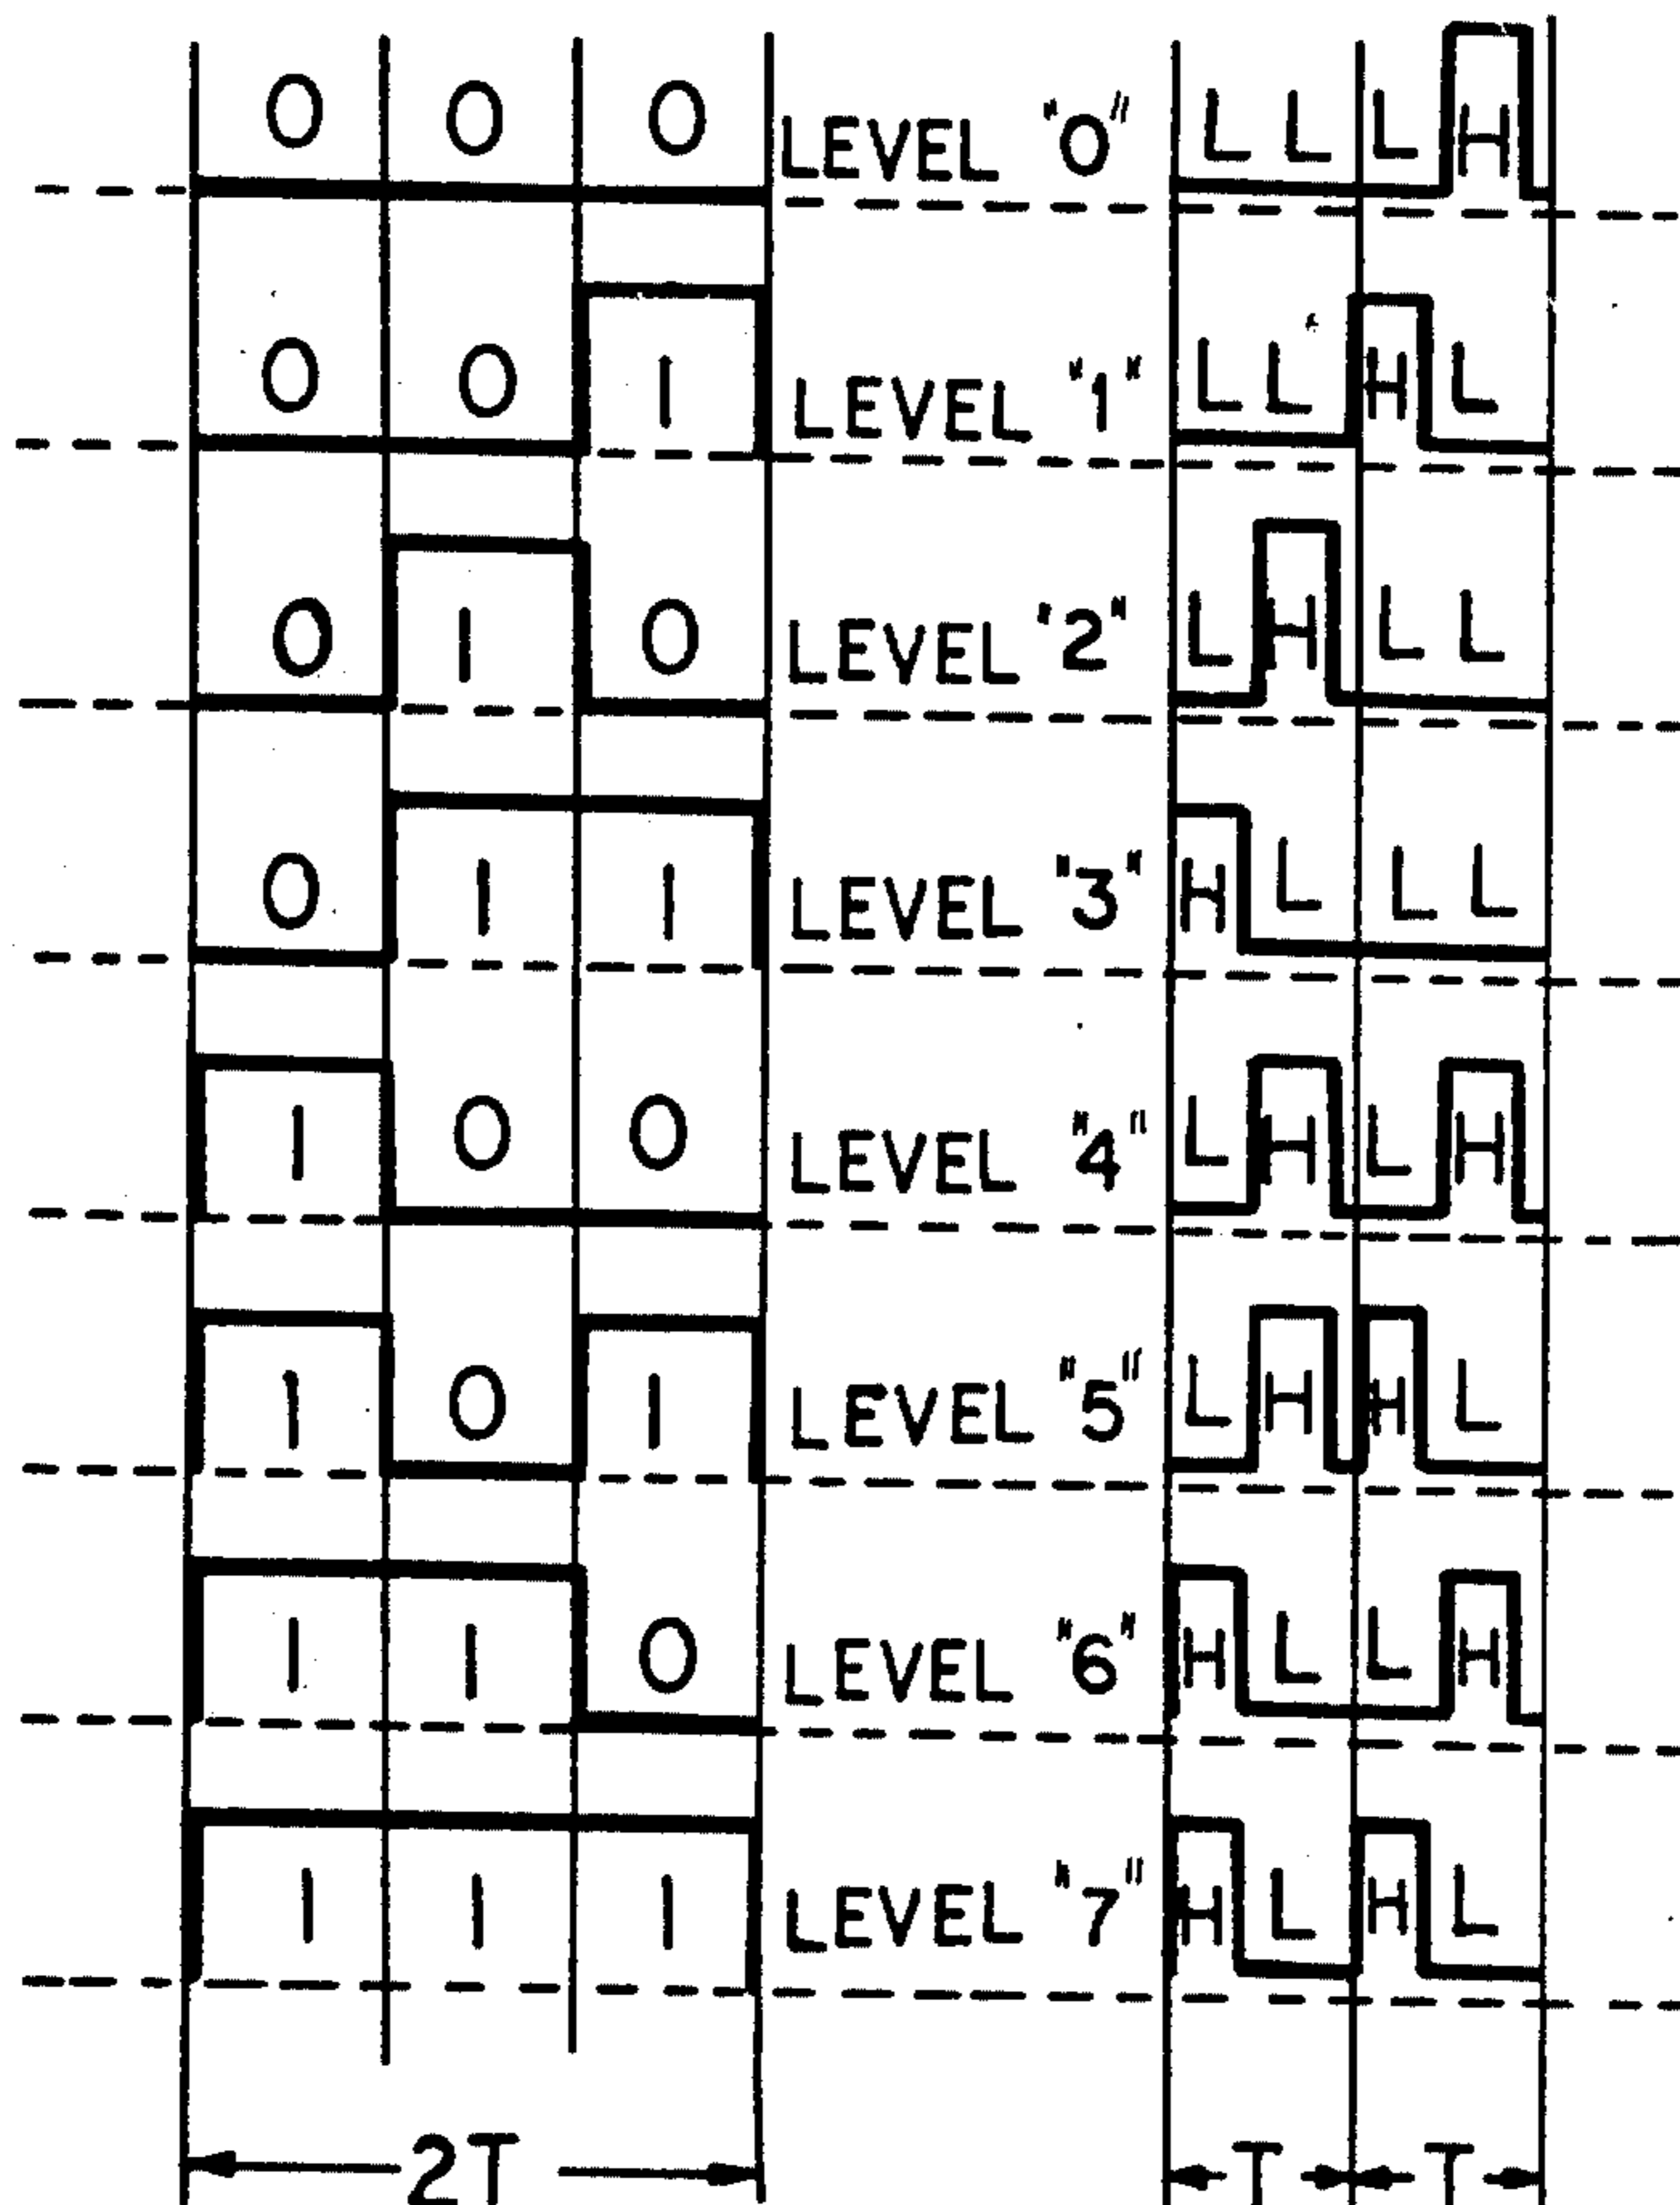 0 0 0 LEVEL "0" L L L H
0 0 1 LEVEL "1" L L H L
0 1 0 LEVEL "2" L H L L
0 1 1 LEVEL "3" H L L L
1 0 0 LEVEL "4" L H L H
1 0 1 LEVEL "5" L H H L
1 1 0 LEVEL "6" H L L H
1 1 1 LEVEL "7" H L H L
2T T T